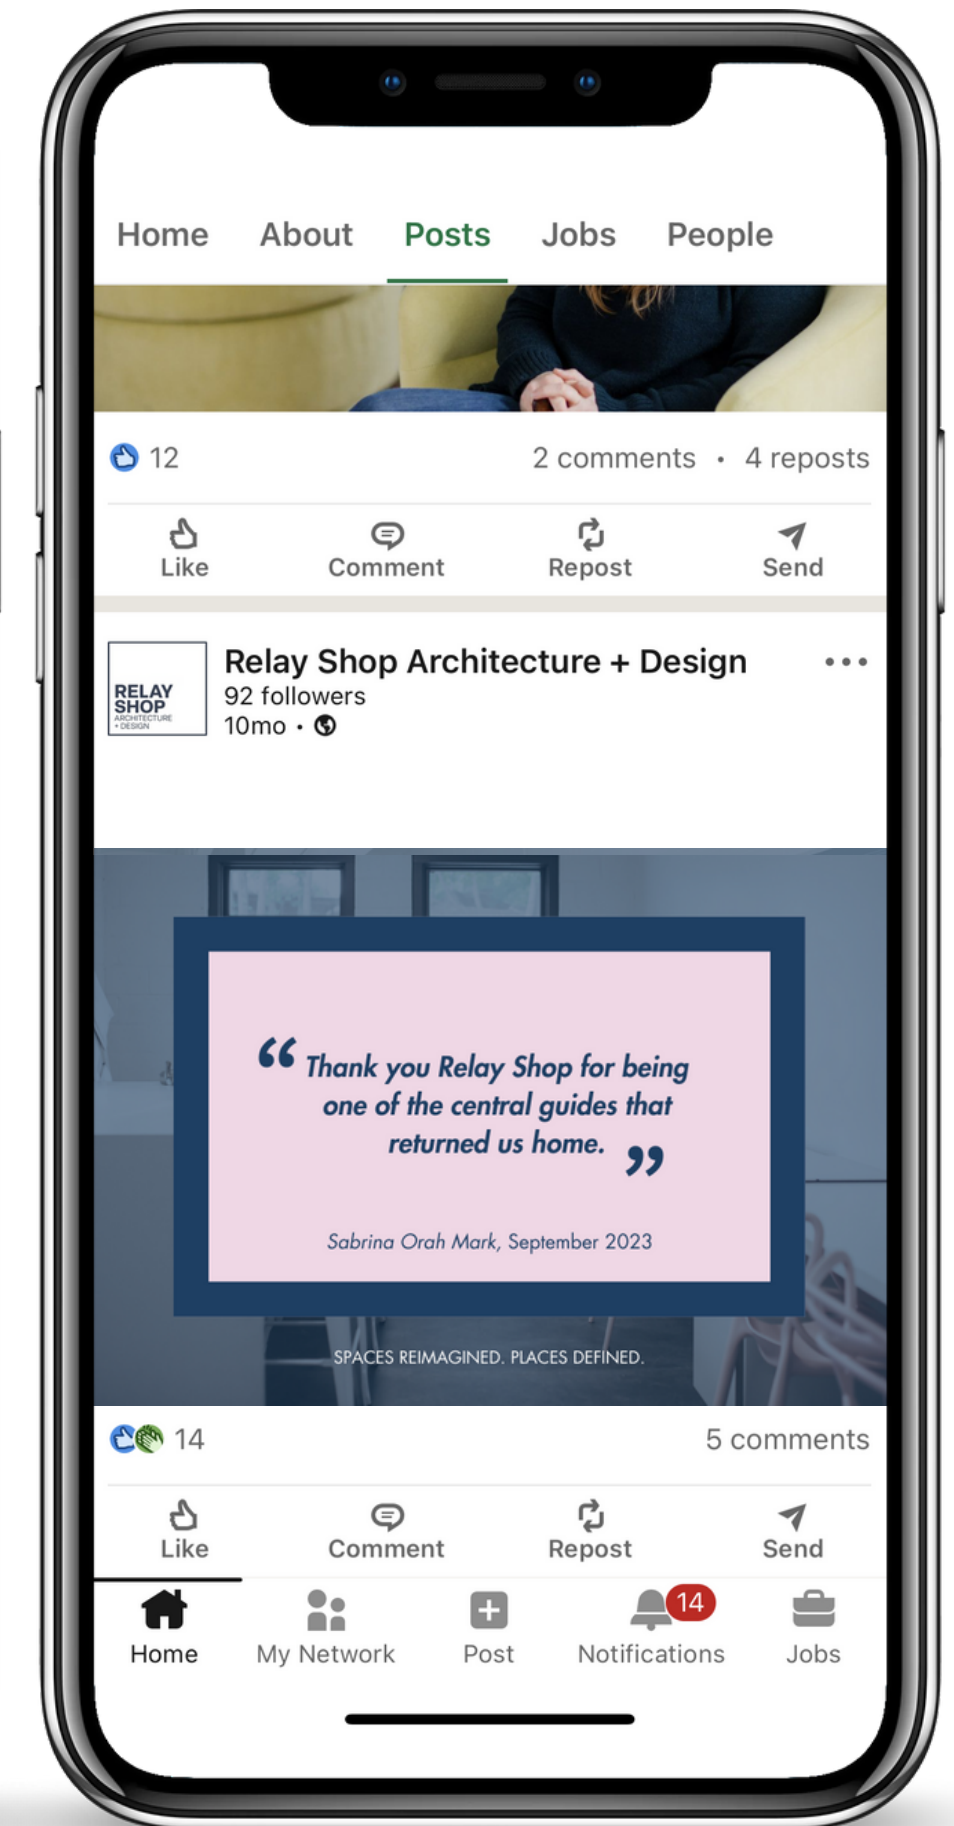 Home About Posts Jobs People
12 2 comments • 4 reposts
Like Comment Repost Send
RELAY
SHOP
ARCHITECTURE
+ DESIGN
Relay Shop Architecture + Design
92 followers
10mo •
“ Thank you Relay Shop for being
one of the central guides that
returned us home. ”
Sabrina Orah Mark, September 2023
SPACES REIMAGINED. PLACES DEFINED.
14 5 comments
Like Comment Repost Send
14
Home My Network Post Notifications Jobs